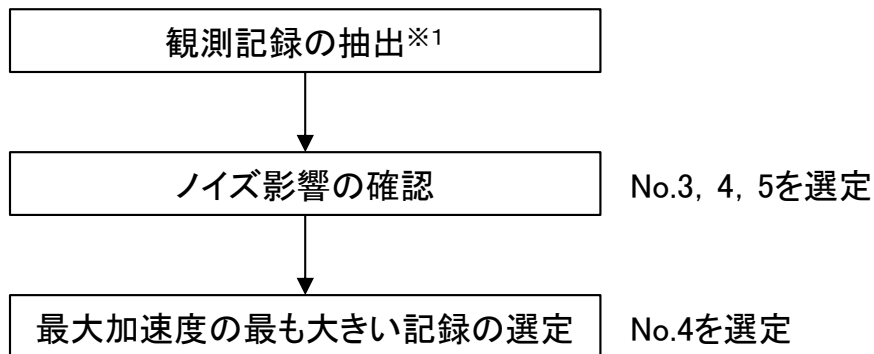 観測記録の抽出※1
ノイズ影響の確認
No.3，4，5を選定
最大加速度の最も大きい記録の選定
No.4を選定